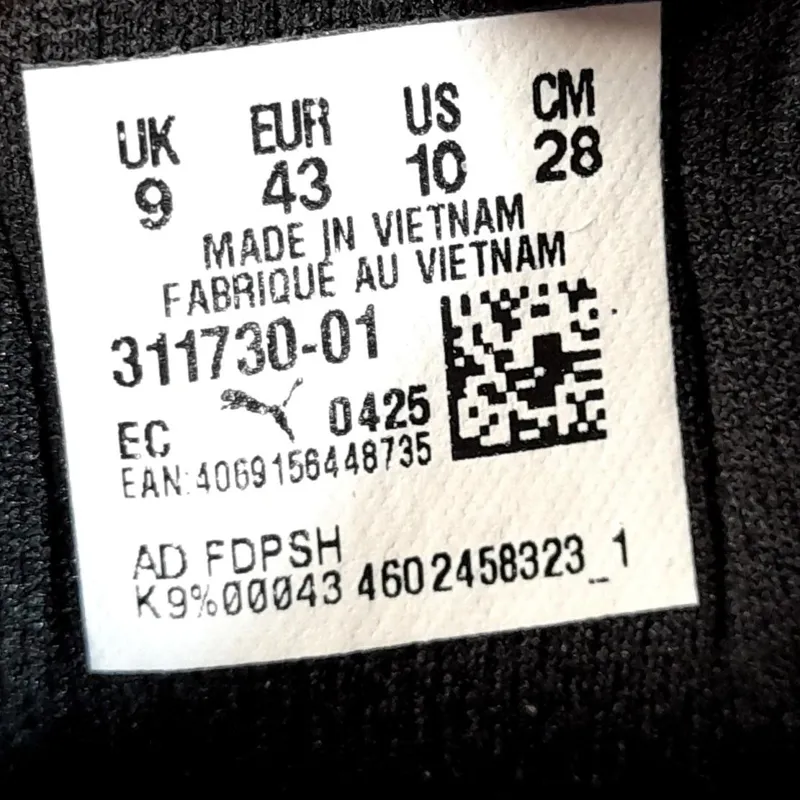 UK EUR US CM
9 43 10 28
MADE IN VIETNAM
FABRIQUÉ AU VIETNAM
311730-01
EC 0425
EAN:4069156448735
AD FDPSH
K9%00043 4602458323_1